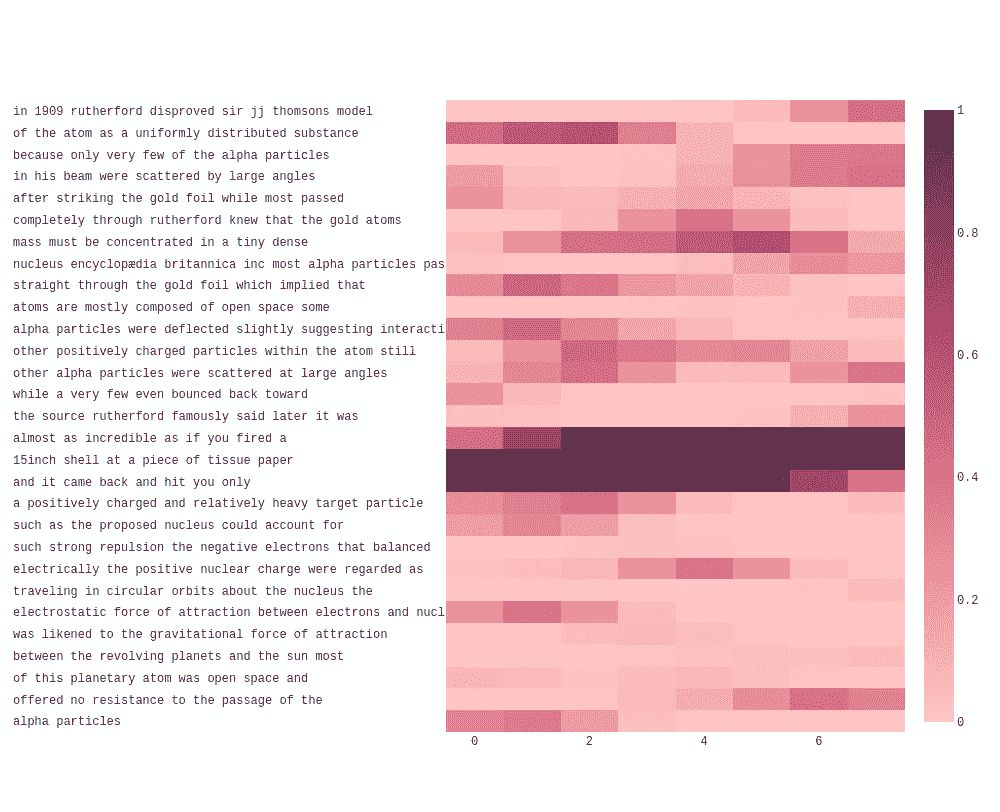 in 1909 rutherford disproved sir jj thomsons model
of the atom as a uniformly distributed substance
because only very few of the alpha particles
in his beam were scattered by large angles
after striking the gold foil while most passed
completely through rutherford knew that the gold atoms
mass must be concentrated in a tiny dense
nucleus encyclopædia britannica inc most alpha particles pas
straight through the gold foil which implied that
atoms are mostly composed of open space some
alpha particles were deflected slightly suggesting interacti
other positively charged particles within the atom still
other alpha particles were scattered at large angles
while a very few even bounced back toward
the source rutherford famously said later it was
almost as incredible as if you fired a
15inch shell at a piece of tissue paper
and it came back and hit you only
a positively charged and relatively heavy target particle
such as the proposed nucleus could account for
such strong repulsion the negative electrons that balanced
electrically the positive nuclear charge were regarded as
traveling in circular orbits about the nucleus the
electrostatic force of attraction between electrons and nucl
was likened to the gravitational force of attraction
between the revolving planets and the sun most
of this planetary atom was open space and
offered no resistance to the passage of the
alpha particles
0 2 4 6
1
0.8
0.6
0.4
0.2
0